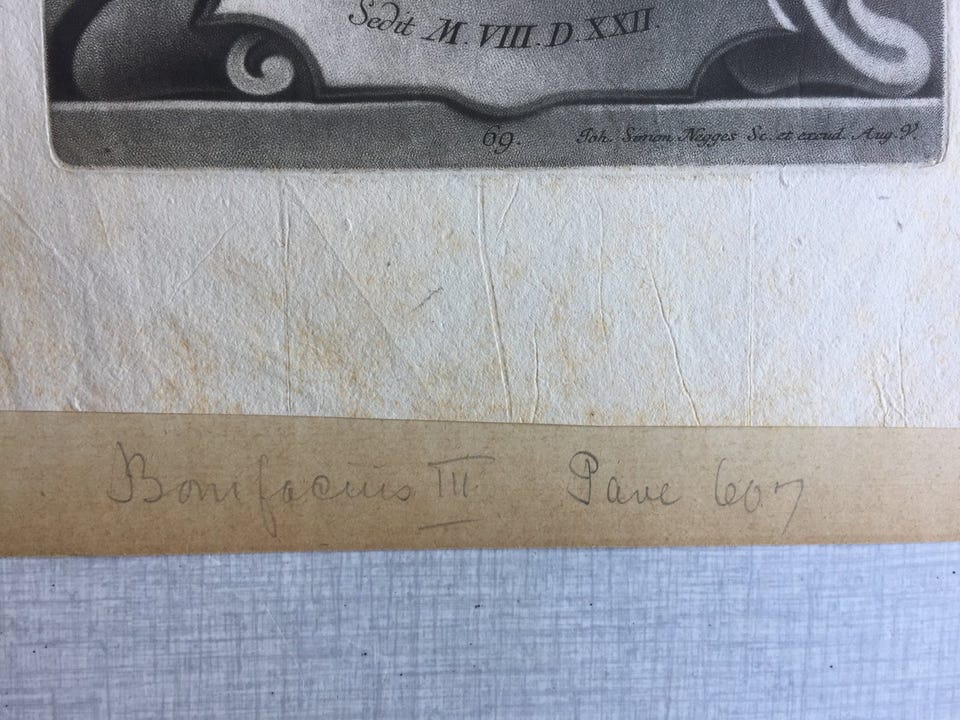 Sedit M. VIII. D. XXII.
69. Joh. Simon Negges Sc. et excud. Aug. V.
Bonifacius III Pave 607